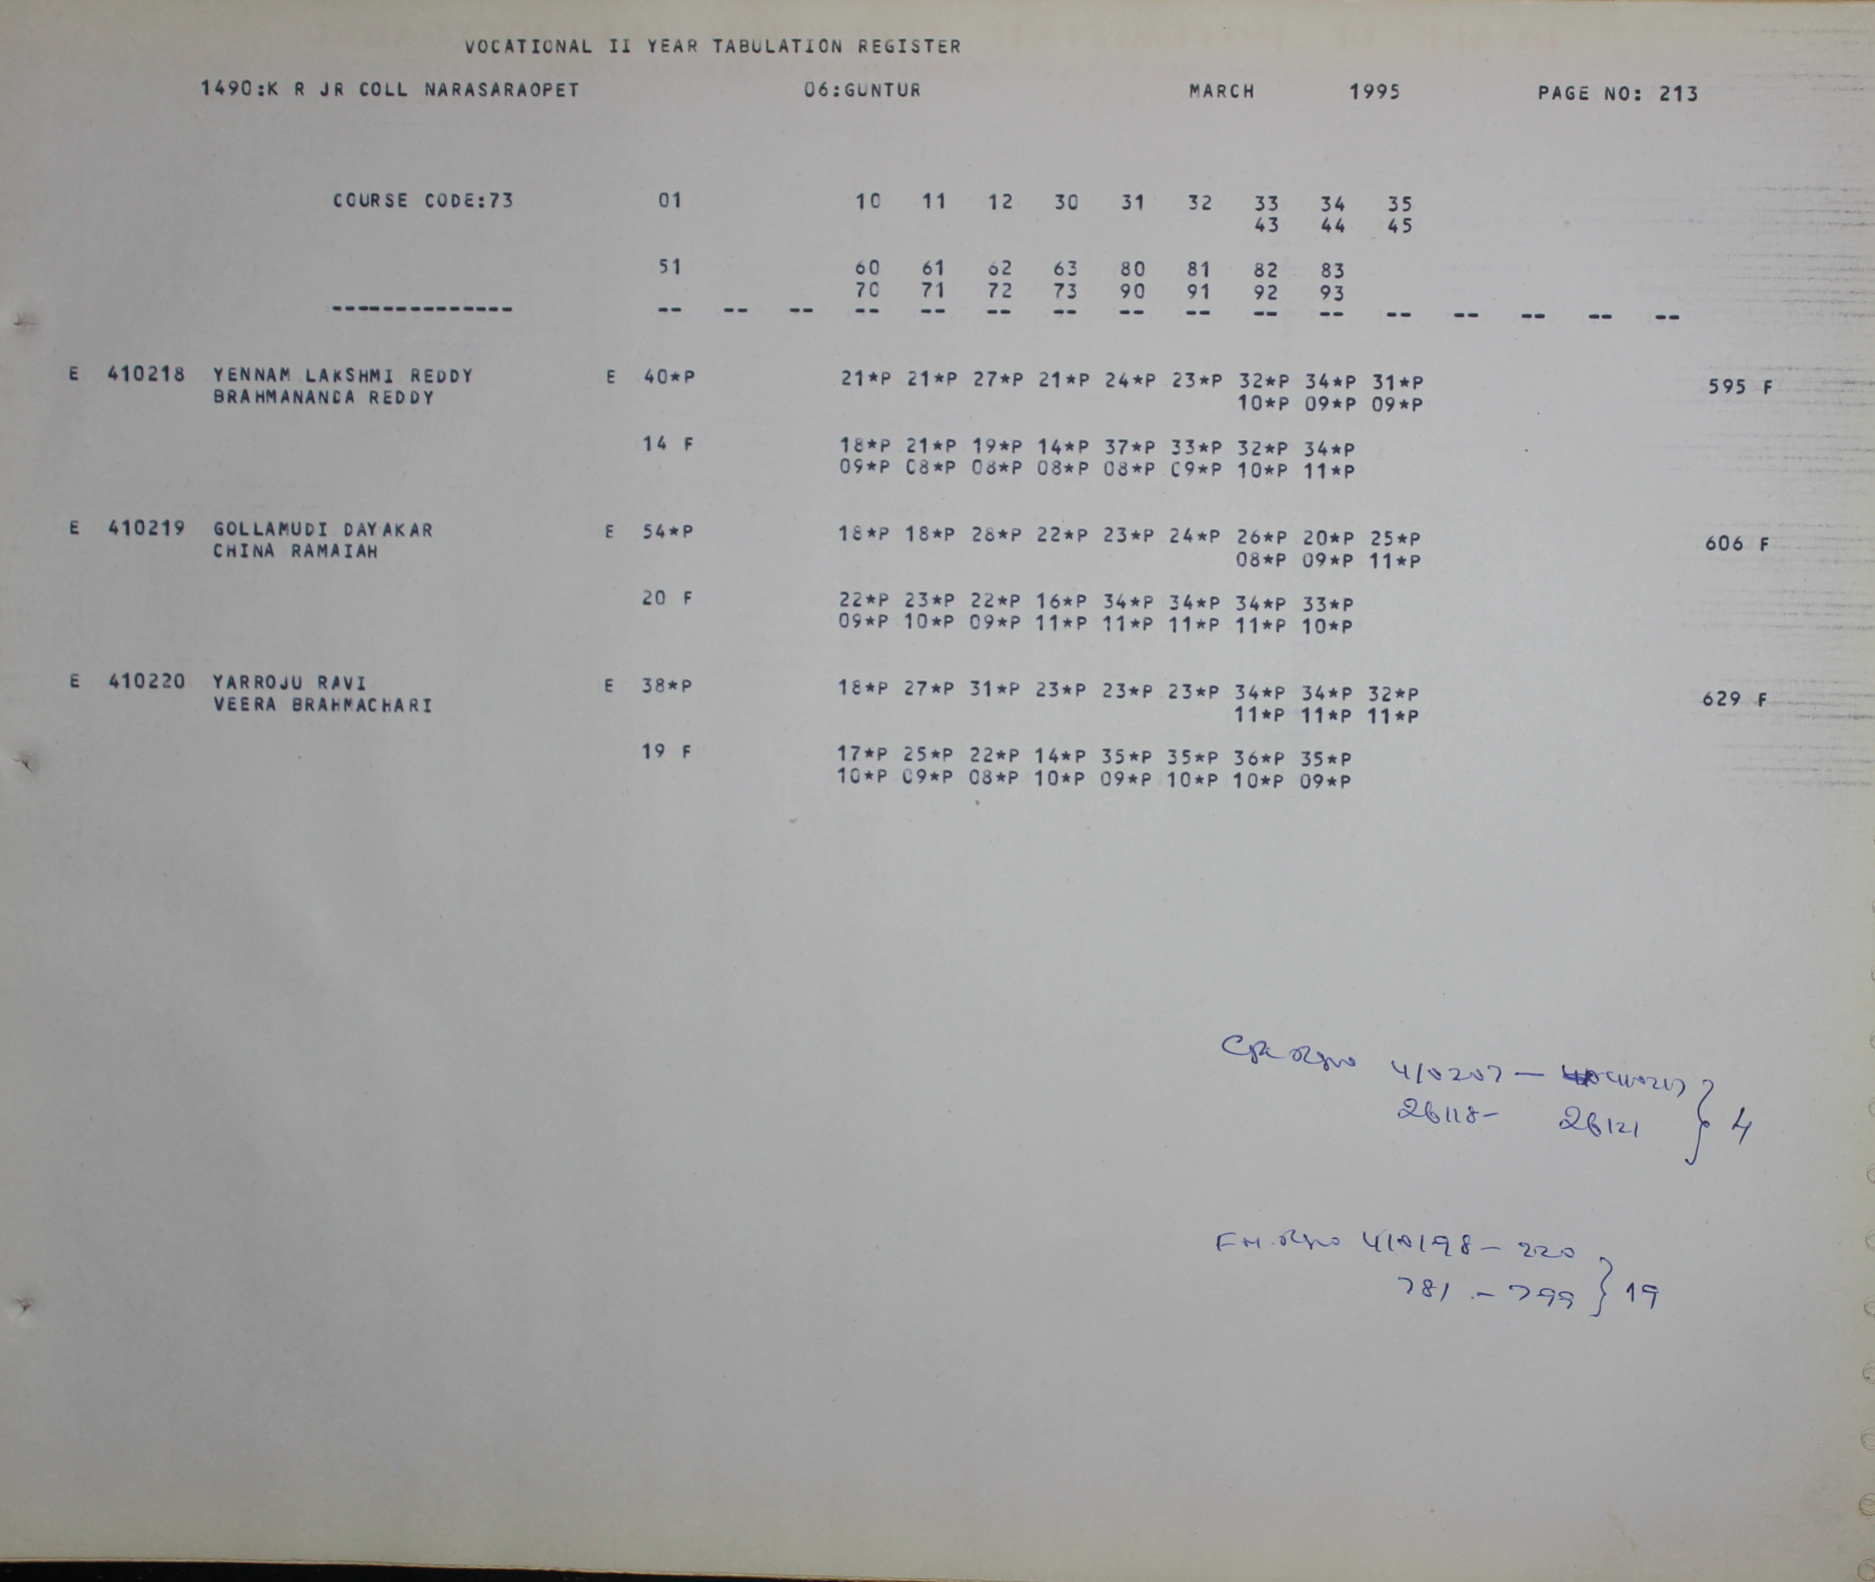 VOCATIONAL II YEAR TABULATION REGISTER
1490:K R JR COLL NARASARAOPET 06:GUNTUR MARCH 1995 PAGE NO: 213
COURSE CODE:73 01 10 11 12 30 31 32 33 34 35
43 44 45
51 60 61 62 63 80 81 82 83
70 71 72 73 90 91 92 93
-------------- -- -- -- -- -- -- -- -- -- -- -- -- -- -- -- --
E 410218 YENNAM LAKSHMI REDDY E 40*P 21*P 21*P 27*P 21*P 24*P 23*P 32*P 34*P 31*P 595 F
BRAHMANANDA REDDY 10*P 09*P 09*P
14 F 18*P 21*P 19*P 14*P 37*P 33*P 32*P 34*P
09*P 08*P 08*P 08*P 08*P 09*P 10*P 11*P
E 410219 GOLLAMUDI DAYAKAR E 54*P 18*P 18*P 28*P 22*P 23*P 24*P 26*P 20*P 25*P 606 F
CHINA RAMAIAH 08*P 09*P 11*P
20 F 22*P 23*P 22*P 16*P 34*P 34*P 34*P 33*P
09*P 10*P 09*P 11*P 11*P 11*P 11*P 10*P
E 410220 YARROJU RAVI E 38*P 18*P 27*P 31*P 23*P 23*P 23*P 34*P 34*P 32*P 629 F
VEERA BRAHMACHARI 11*P 11*P 11*P
19 F 17*P 25*P 22*P 14*P 35*P 35*P 36*P 35*P
10*P 09*P 08*P 10*P 09*P 10*P 10*P 09*P
410207 - 410217
26118- 26121 } 4
410198 - 220
781 - 799 } 19